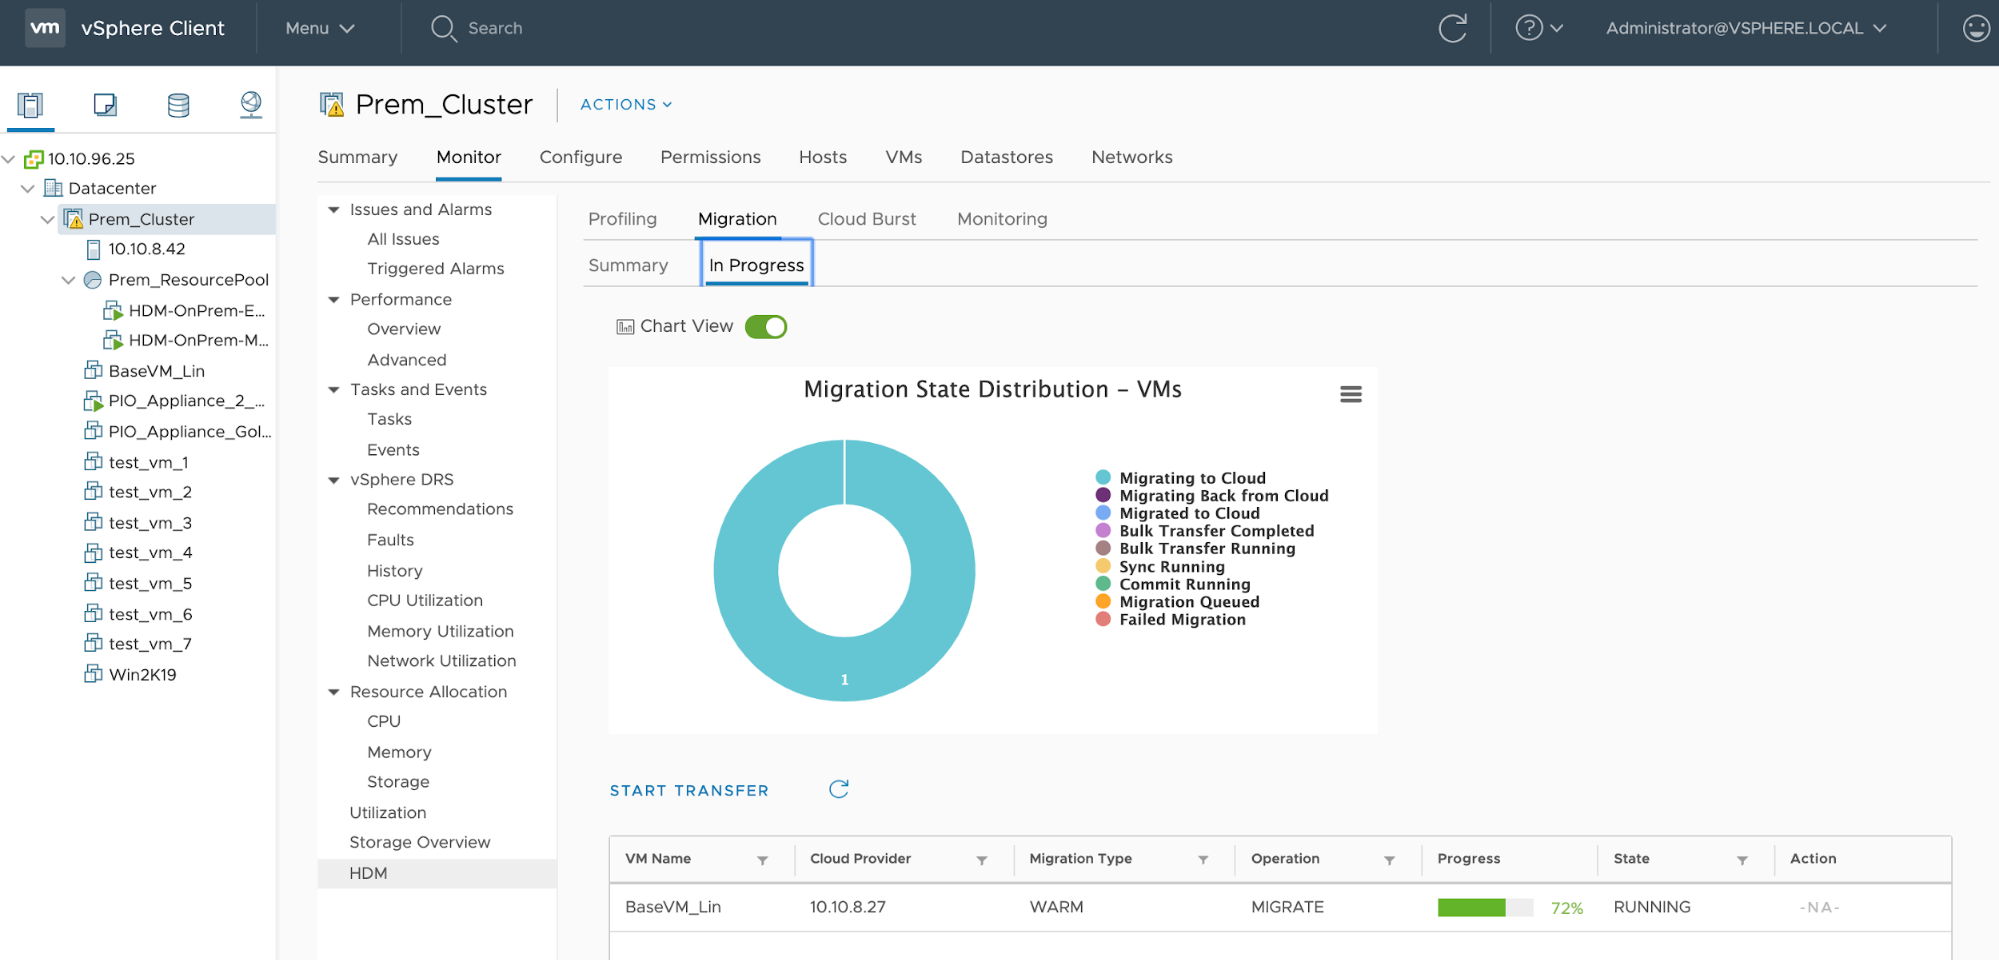 vm vSphere Client Menu Search Administrator@VSPHERE.LOCAL
10.10.96.25
Datacenter
Prem_Cluster
10.10.8.42
Prem_ResourcePool
HDM-OnPrem-E...
HDM-OnPrem-M...
BaseVM_Lin
PIO_Appliance_2_...
PIO_Appliance_Gol...
test_vm_1
test_vm_2
test_vm_3
test_vm_4
test_vm_5
test_vm_6
test_vm_7
Win2K19
Prem_Cluster ACTIONS
Summary Monitor Configure Permissions Hosts VMs Datastores Networks
Issues and Alarms
All Issues
Triggered Alarms
Performance
Overview
Advanced
Tasks and Events
Tasks
Events
vSphere DRS
Recommendations
Faults
History
CPU Utilization
Memory Utilization
Network Utilization
Resource Allocation
CPU
Memory
Storage
Utilization
Storage Overview
HDM
Profiling Migration Cloud Burst Monitoring
Summary In Progress
Chart View
Migration State Distribution - VMs
1
Migrating to Cloud
Migrating Back from Cloud
Migrated to Cloud
Bulk Transfer Completed
Bulk Transfer Running
Sync Running
Commit Running
Migration Queued
Failed Migration
START TRANSFER
VM Name Cloud Provider Migration Type Operation Progress State Action
BaseVM_Lin 10.10.8.27 WARM MIGRATE 72% RUNNING -NA-